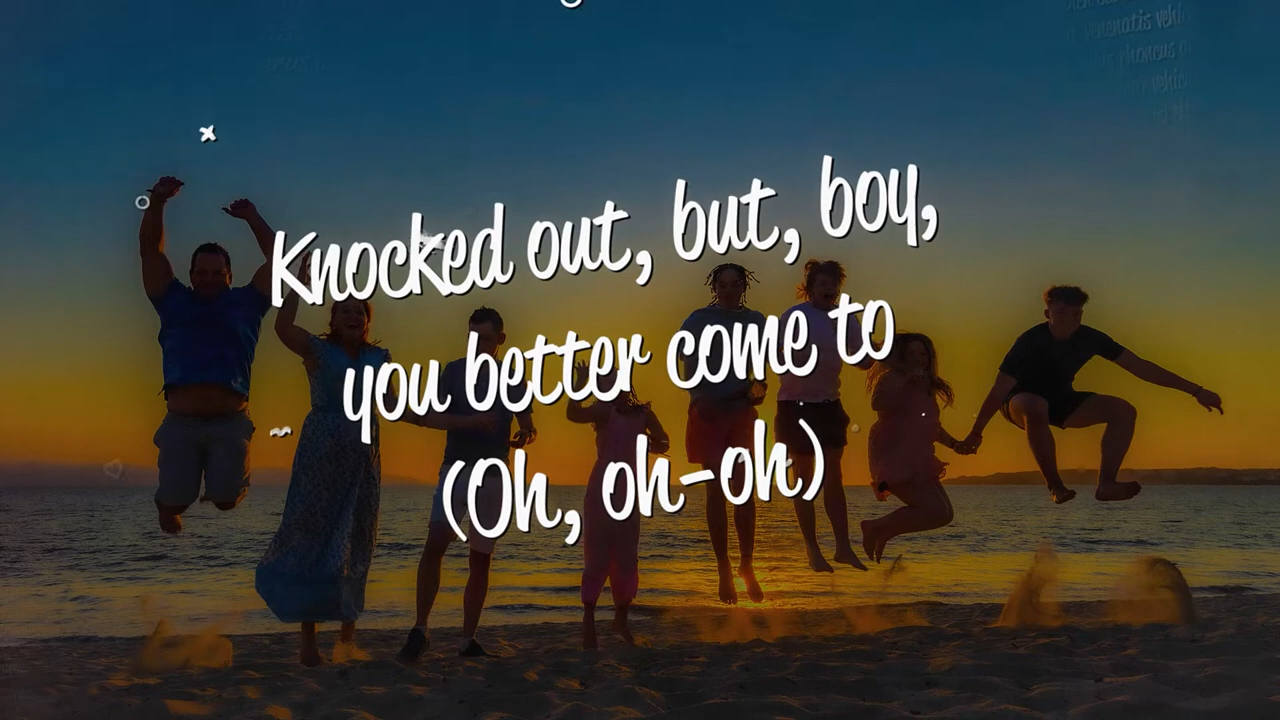 Knocked out, but, boy,
you better come to
(Oh, oh-oh)